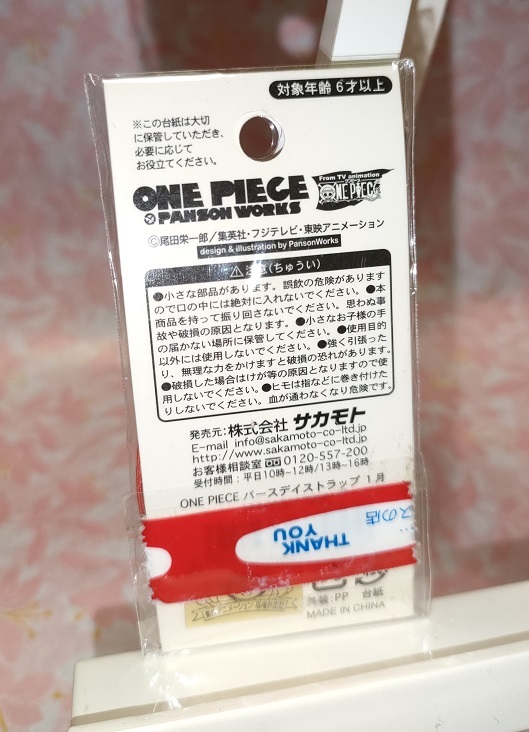 対象年齢 6才以上
※この台紙は大切
に保管していただき、
必要に応じて
お役立てください。
From TV animation
ONE PIECE
ONE PIECE
PANSON WORKS
©尾田栄一郎／集英社・フジテレビ・東映アニメーション
design & illustration by PansonWorks
⚠注意(ちゅうい)
●小さな部品があります。誤飲の危険があります
ので口の中には絶対に入れないでください。●本
商品を持って振り回さないでください。思わぬ事
故や破損の原因となります。●小さなお子様の手
の届かない場所に保管してください。●使用目的
以外には使用しないでください。●強く引張った
り、無理な力をかけますと破損の恐れがあります。
●破損した場合はけが等の原因となりますので使
用しないでください。●ヒモは指などに巻き付けた
りしないでください。血が通わなくなり危険です。
発売元:株式会社 サカモト
E-mail info@sakamoto-co-ltd.jp
http://www.sakamoto-co-ltd.jp
お客様相談室 0120-557-200
受付時間：平日10時〜12時/13時〜16時
ONE PIECE バースデイストラップ 1月
スの店
THANK
YOU
外装:PP 台紙
MADE IN CHINA